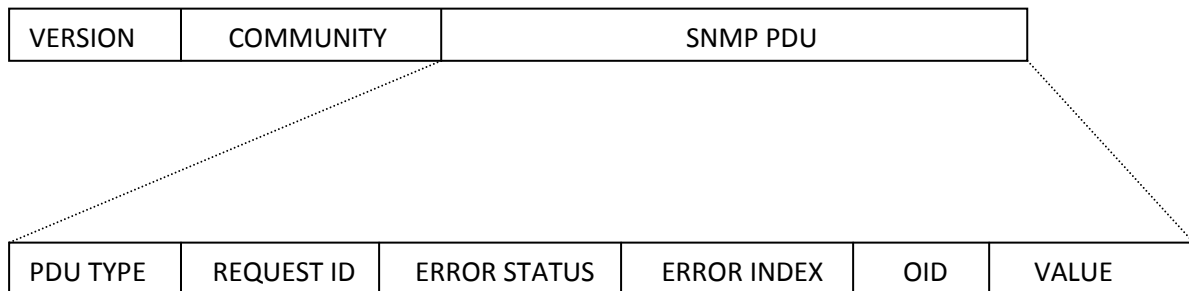 VERSION COMMUNITY SNMP PDU
PDU TYPE REQUEST ID ERROR STATUS ERROR INDEX OID VALUE